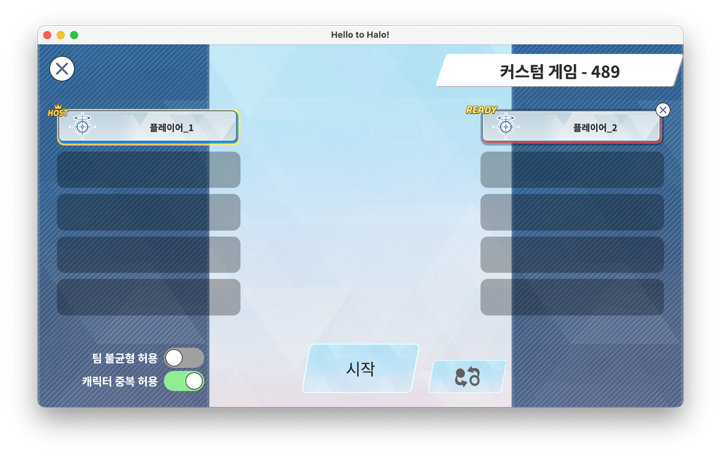 Hello to Halo!
커스텀 게임 - 489
HOST
플레이어_1
READY
플레이어_2
팀 불균형 허용
캐릭터 중복 허용
시작